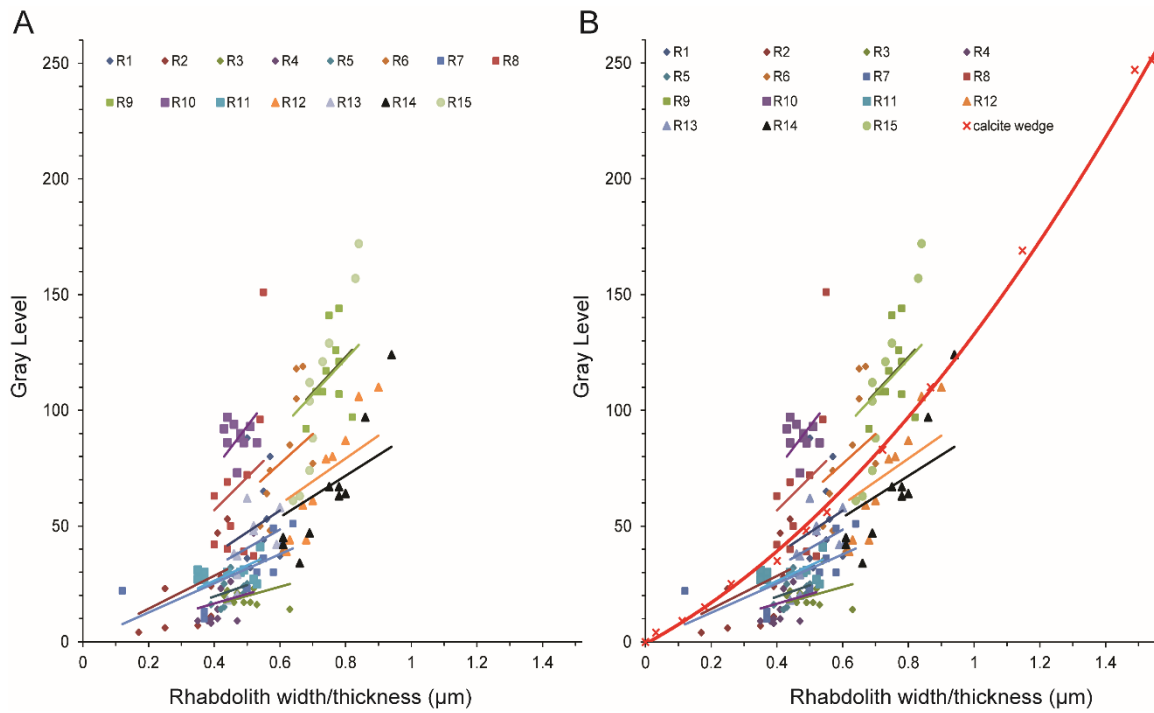 A
R1 R2 R3 R4 R5 R6 R7 R8
R9 R10 R11 R12 R13 R14 R15
250
200
150
100
50
0
Gray Level
0 0.2 0.4 0.6 0.8 1 1.2 1.4
Rhabdolith width/thickness (µm)
B
R1 R2 R3 R4
R5 R6 R7 R8
R9 R10 R11 R12
R13 R14 R15 calcite wedge
250
200
150
100
50
0
Gray Level
0 0.2 0.4 0.6 0.8 1 1.2 1.4
Rhabdolith width/thickness (µm)